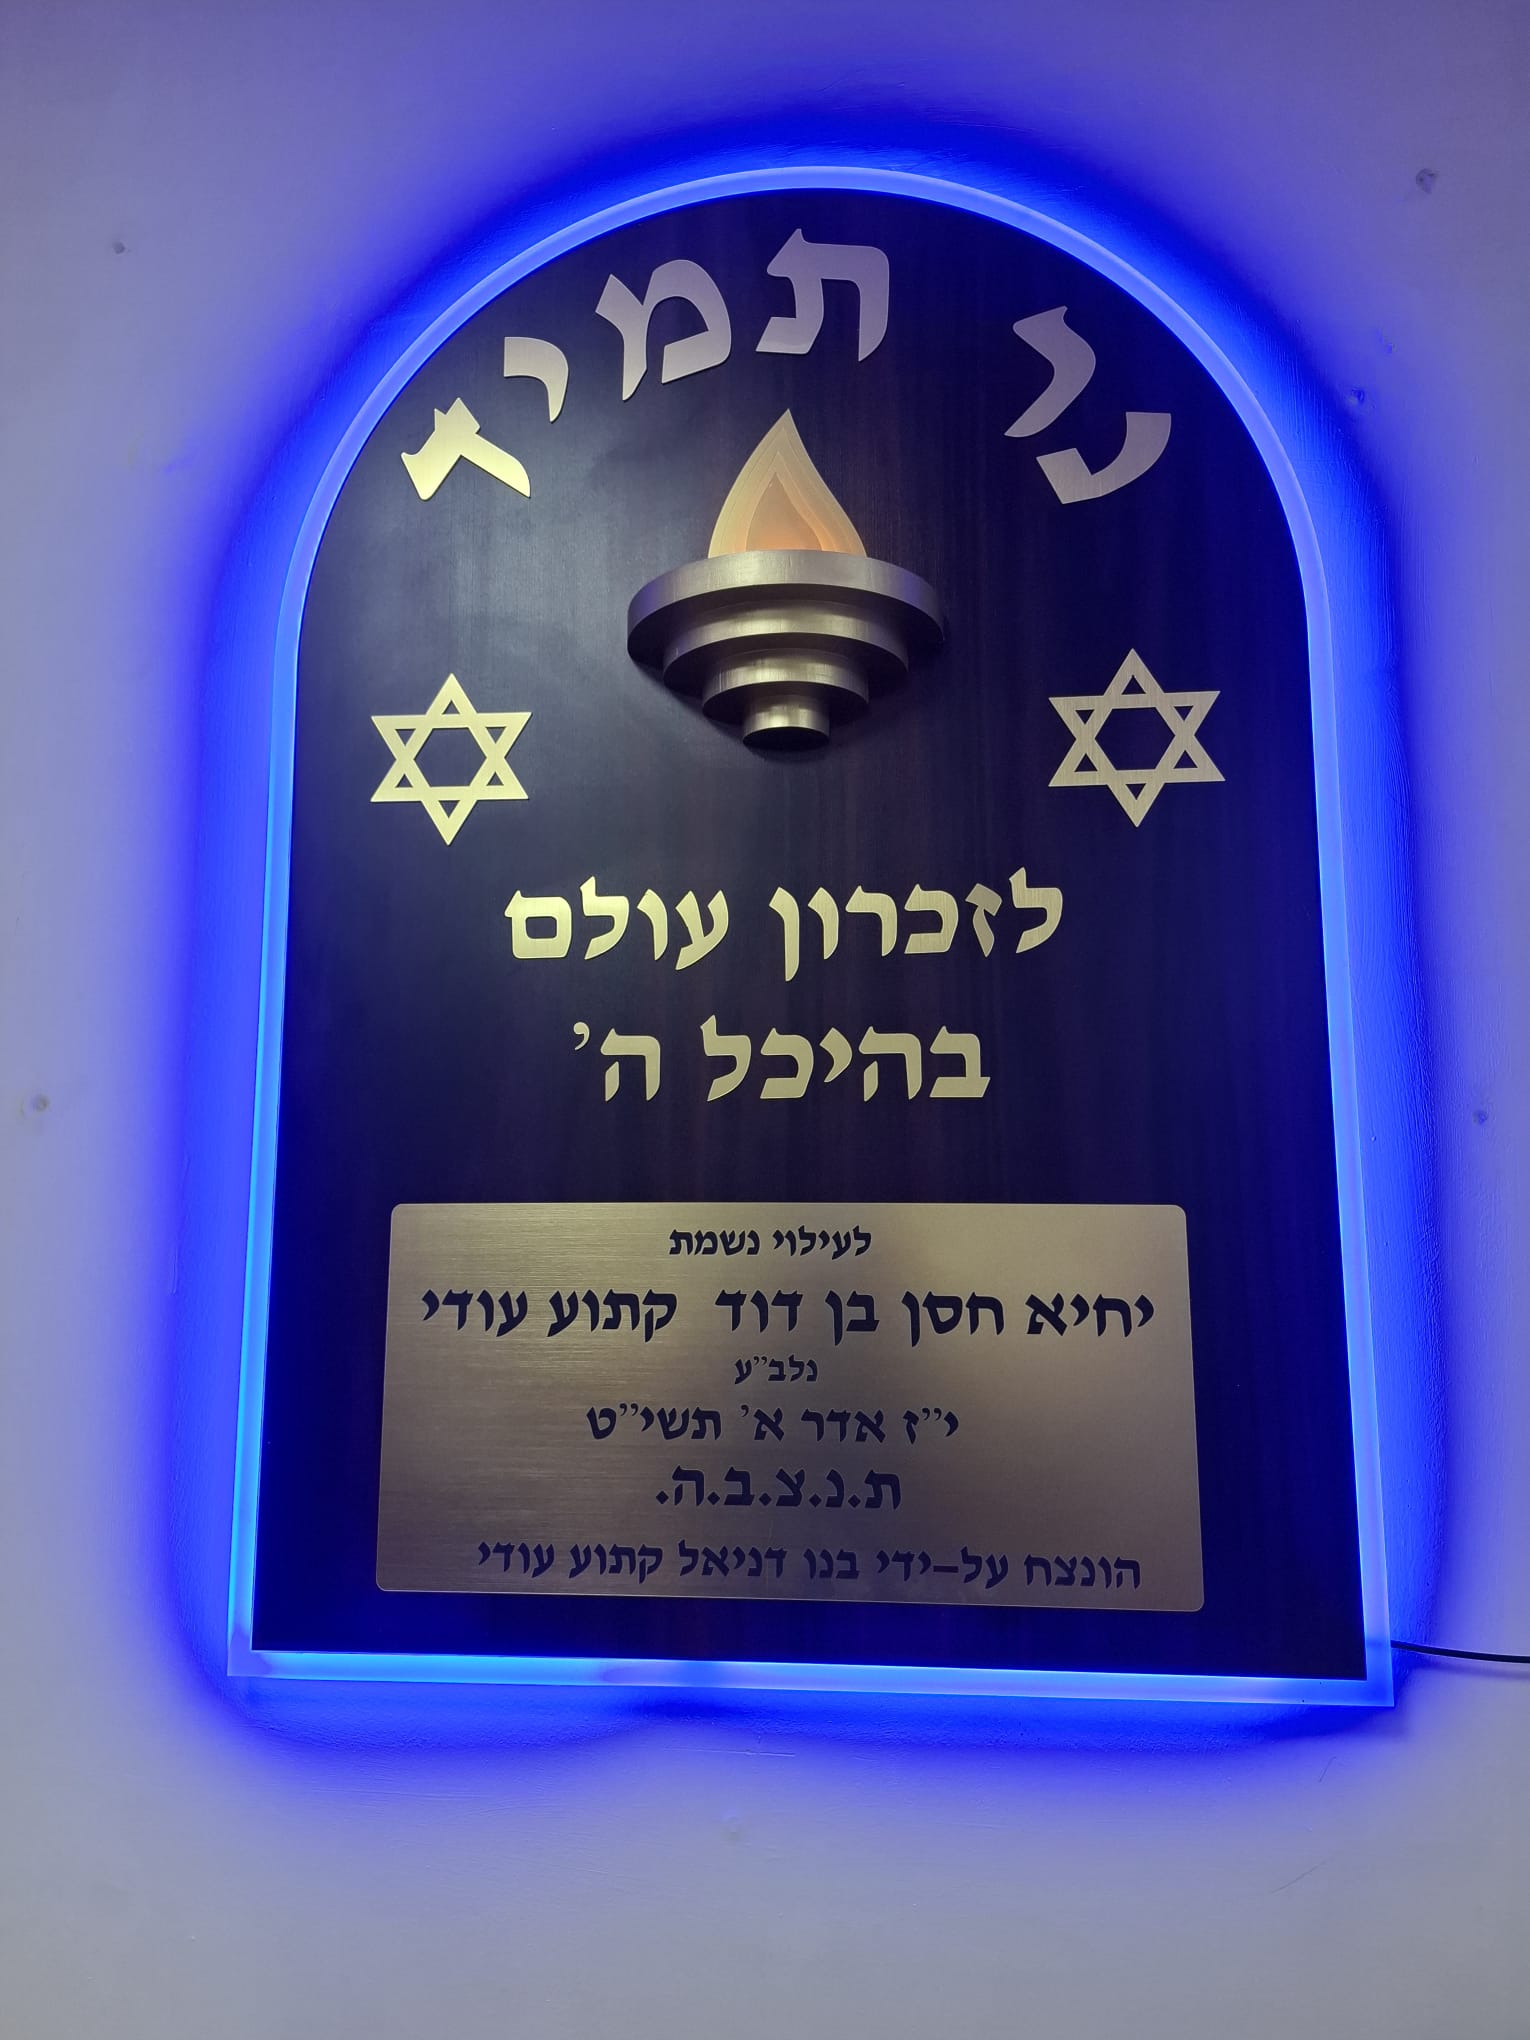 ני תמיד
לזכרון עולם
בהיכל ה'
לעילוי נשמת
יחיא חסן בן דוד קתוע עודי
נלב"ע
י"ז אדר א' תשי"ט
ת.נ.צ.ב.ה.
הונצח על-ידי בנו דניאל קתוע עודי